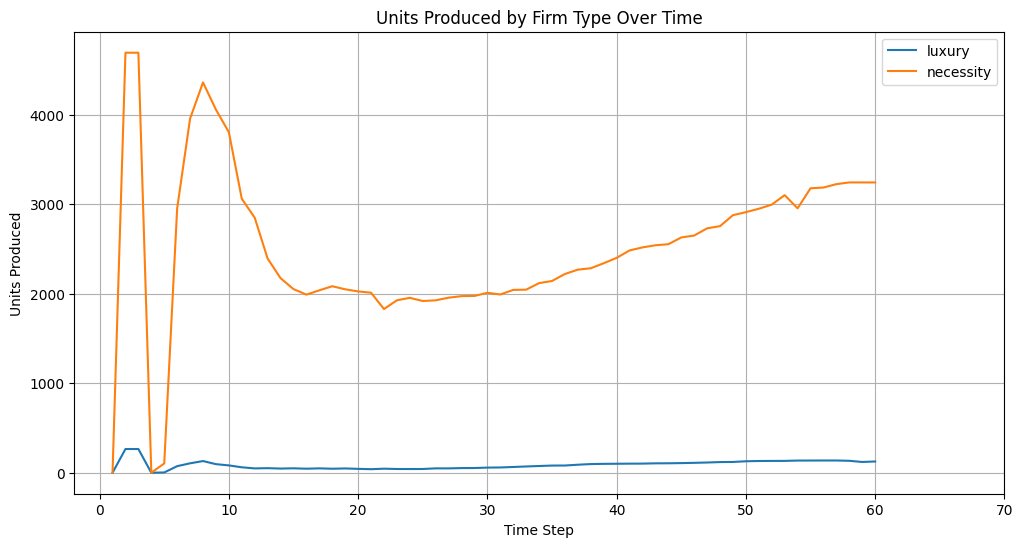 Units Produced by Firm Type Over Time
luxury
necessity
Units Produced
4000
3000
2000
1000
0
0 10 20 30 40 50 60 70
Time Step